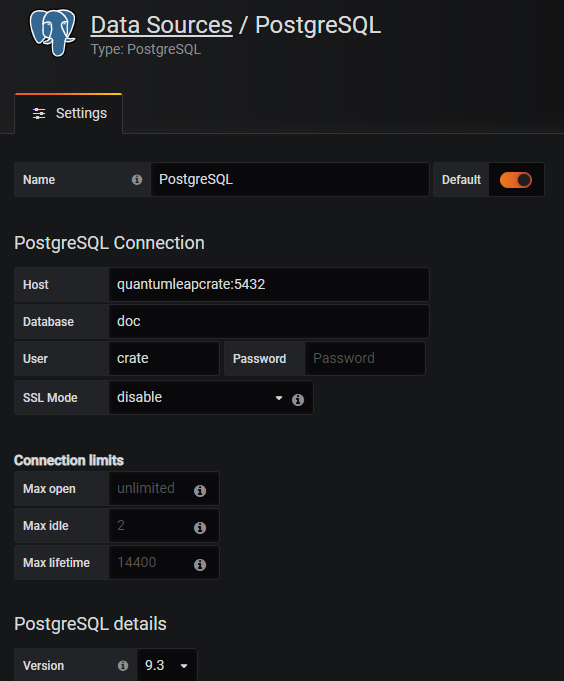 Data Sources / PostgreSQL
Type: PostgreSQL
Settings
Name PostgreSQL Default
PostgreSQL Connection
Host quantumleapcrate:5432
Database doc
User crate Password Password
SSL Mode disable
Connection limits
Max open unlimited
Max idle 2
Max lifetime 14400
PostgreSQL details
Version 9.3